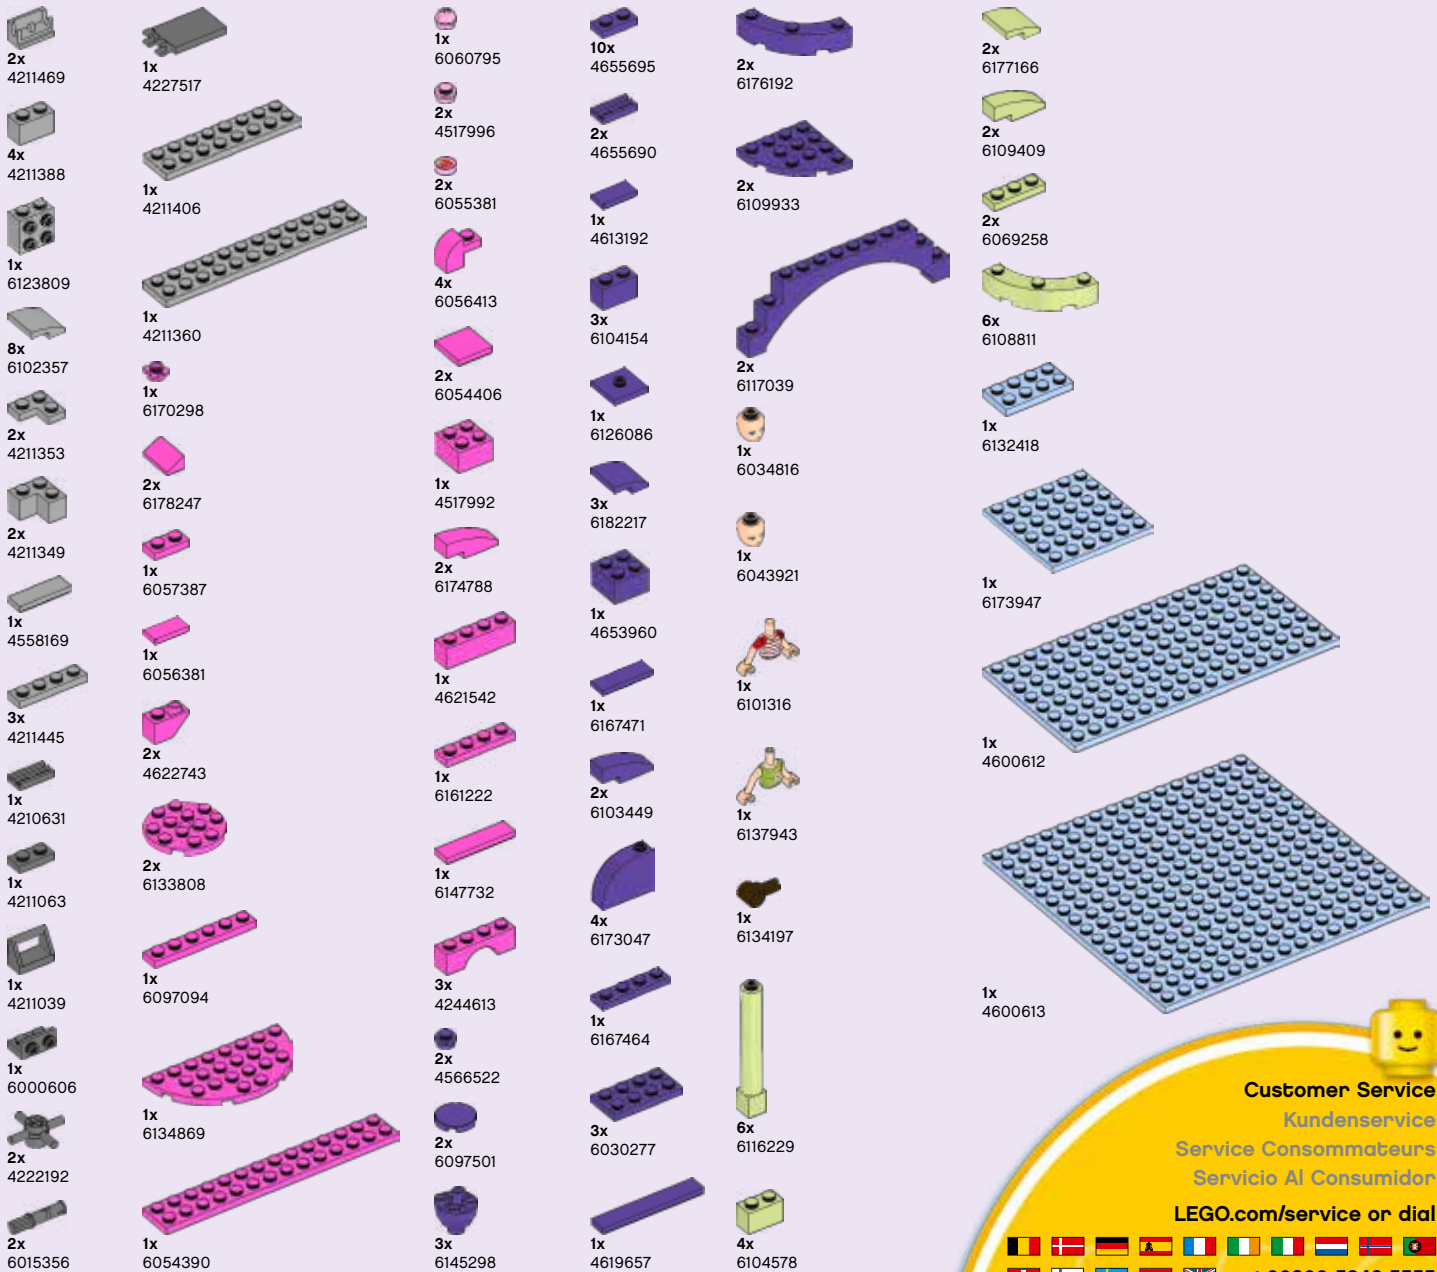 2x
4211469
4x
4211388
1x
6123809
8x
6102357
2x
4211353
2x
4211349
1x
4558169
3x
4211445
1x
4210631
1x
4211063
1x
4211039
1x
6000606
2x
4222192
2x
6015356
1x
4227517
1x
4211406
1x
4211360
1x
6170298
2x
6178247
1x
6057387
1x
6056381
2x
4622743
2x
6133808
1x
6097094
1x
6134869
1x
6054390
1x
6060795
2x
4517996
2x
6055381
4x
6056413
2x
6054406
1x
4517992
2x
6174788
1x
4621542
1x
6161222
1x
6147732
3x
4244613
2x
4566522
2x
6097501
3x
6145298
10x
4655695
2x
4655690
1x
4613192
3x
6104154
1x
6126086
3x
6182217
1x
4653960
1x
6167471
2x
6103449
4x
6173047
1x
6167464
3x
6030277
1x
4619657
2x
6176192
2x
6109933
2x
6117039
1x
6034816
1x
6043921
1x
6101316
1x
6137943
1x
6134197
6x
6116229
4x
6104578
2x
6177166
2x
6109409
2x
6069258
6x
6108811
1x
6132418
1x
6173947
1x
4600612
1x
4600613
Customer Service
Kundenservice
Service Consommateurs
Servicio Al Consumidor
LEGO.com/service or dial